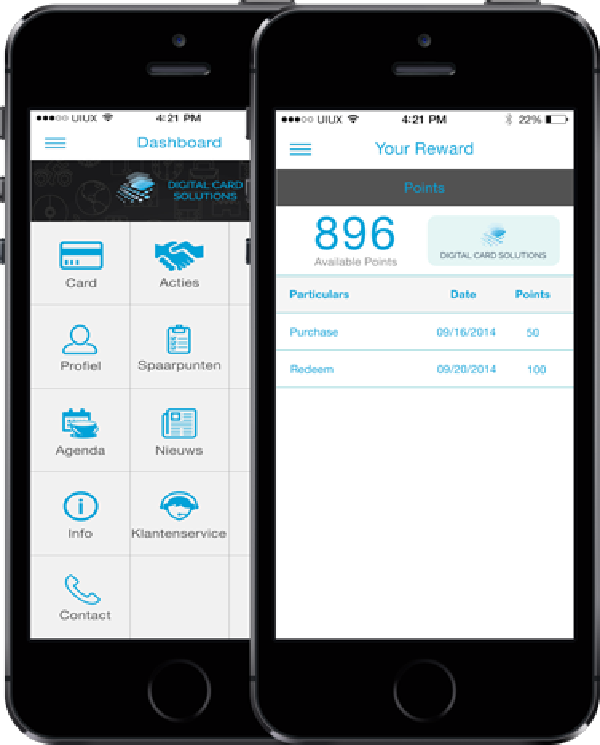 UIUX 4:21 PM
Dashboard
DIGITAL CARD
SOLUTIONS
Card
Acties
Profiel
Spaarpunten
Agenda
Nieuws
Info
Klantenservice
Contact
UIUX 4:21 PM 22%
Your Reward
Points
896
Available Points
DIGITAL CARD SOLUTIONS
Particulars Date Points
Purchase 09/16/2014 50
Redeem 09/20/2014 100